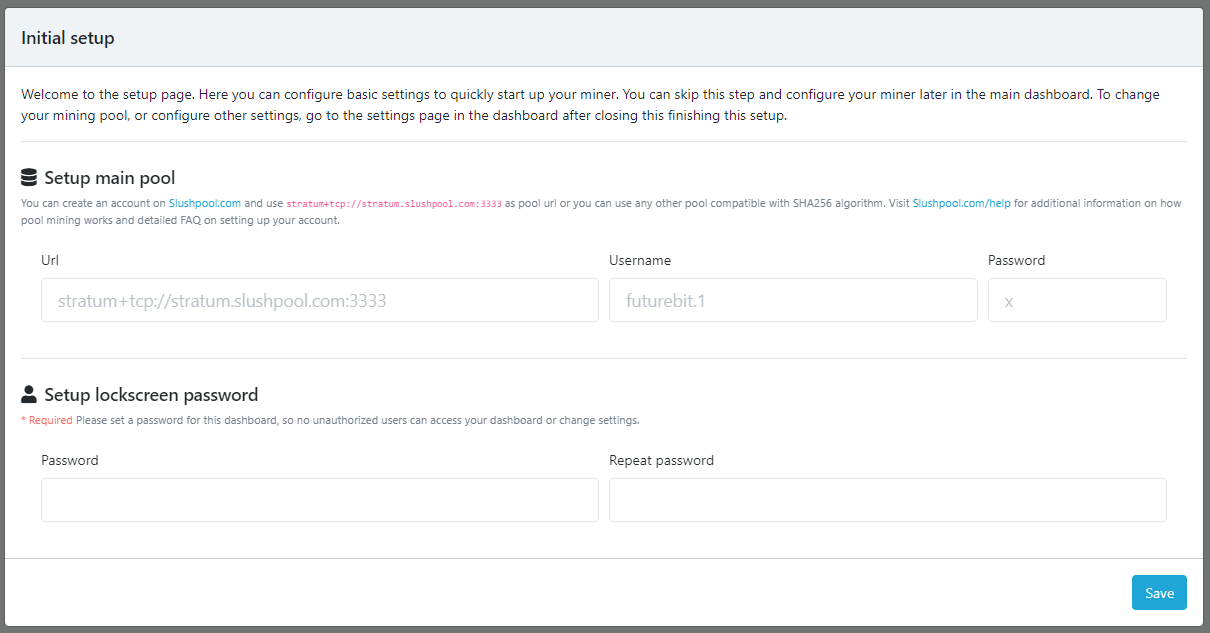 Initial setup
Welcome to the setup page. Here you can configure basic settings to quickly start up your miner. You can skip this step and configure your miner later in the main dashboard. To change
your mining pool, or configure other settings, go to the settings page in the dashboard after closing this finishing this setup.
Setup main pool
You can create an account on Slushpool.com and use stratum+tcp://stratum.slushpool.com:3333 as pool url or you can use any other pool compatible with SHA256 algorithm. Visit Slushpool.com/help for additional information on how
pool mining works and detailed FAQ on setting up your account.
Url Username Password
stratum+tcp://stratum.slushpool.com:3333 futurebit.1 x
Setup lockscreen password
* Required Please set a password for this dashboard, so no unauthorized users can access your dashboard or change settings.
Password Repeat password
Save